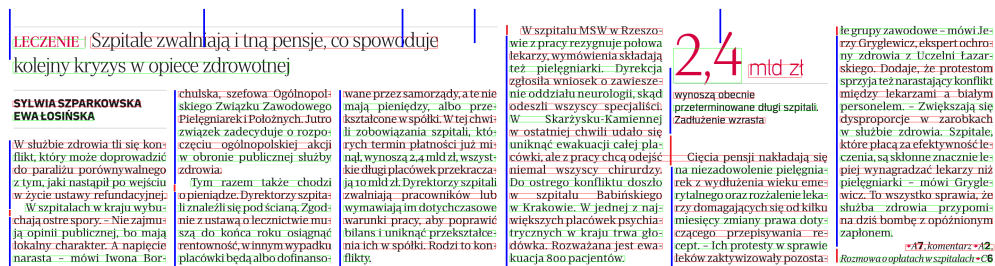 LECZENIE | Szpitale zwalniają i tną pensje, co spowoduje
kolejny kryzys w opiece zdrowotnej
SYLWIA SZPARKOWSKA
EWA ŁOSIŃSKA
W służbie zdrowia tli się kon-
flikt, który może doprowadzić
do paraliżu porównywalnego
z tym, jaki nastąpił po wejściu
w życie ustawy refundacyjnej.
W szpitalach w kraju wybu-
chają ostre spory. – Nie zajmu-
ją opinii publicznej, bo mają
lokalny charakter. A napięcie
narasta – mówi Iwona Bor-
chulska, szefowa Ogólnopol-
skiego Związku Zawodowego
Pielęgniarek i Położnych. Jutro
związek zadecyduje o rozpo-
częciu ogólnopolskiej akcji
w obronie publicznej służby
zdrowia.
Tym razem także chodzi
o pieniądze. Dyrektorzy szpita-
li znaleźli się pod ścianą. Zgod-
nie z ustawą o lecznictwie mu-
szą do końca roku osiągnąć
rentowność, w innym wypadku
placówki będą albo dofinanso-
wane przez samorządy, a te nie
mają pieniędzy, albo prze-
kształcone w spółki. W tej chwi-
li zobowiązania szpitali, któ-
rych termin płatności już mi-
nął, wynoszą 2,4 mld zł, wszyst-
kie długi placówek przekracza-
ją 10 mld zł. Dyrektorzy szpitali
zwalniają pracowników lub
wymawiają im dotychczasowe
warunki pracy, aby poprawić
bilans i uniknąć przekształce-
nia ich w spółki. Rodzi to kon-
flikty.
W szpitalu MSW w Rzeszo-
wie z pracy rezygnuje połowa
lekarzy, wymówienia składają
też pielęgniarki. Dyrekcja
zgłosiła wniosek o zawiesze-
nie oddziału neurologii, skąd
odeszli wszyscy specjaliści.
W Skarżysku-Kamiennej
w ostatniej chwili udało się
uniknąć ewakuacji całej pla-
cówki, ale z pracy chcą odejść
niemal wszyscy chirurdzy.
Do ostrego konfliktu doszło
w szpitalu Babińskiego
w Krakowie. W jednej z naj-
większych placówek psychia-
trycznych w kraju trwa gło-
dówka. Rozważana jest ewa-
kuacja 800 pacjentów.
2,4 mld zł
wynoszą obecnie
przeterminowane długi szpitali.
Zadłużenie wzrasta
Cięcia pensji nakładają się
na niezadowolenie pielęgnia-
rek z wydłużenia wieku eme-
rytalnego oraz rozżalenie leka-
rzy domagających się od kilku
miesięcy zmiany prawa doty-
czącego przepisywania re-
cept. – Ich protesty w sprawie
leków zaktywizowały pozosta-
łe grupy zawodowe – mówi Je-
rzy Gryglewicz, ekspert ochro-
ny zdrowia z Uczelni Łazar-
skiego. Dodaje, że protestom
sprzyja też narastający konflikt
między lekarzami a białym
personelem. – Zwiększają się
dysproporcje w zarobkach
w służbie zdrowia. Szpitale,
które płacą za efektywność le-
czenia, są skłonne znacznie le-
piej wynagradzać lekarzy niż
pielęgniarki – mówi Grygle-
wicz. To wszystko sprawia, że
służba zdrowia przypomi-
na dziś bombę z opóźnionym
zapłonem.
• A7, komentarz • A2,
Rozmowa o opłatach w szpitalach • C6